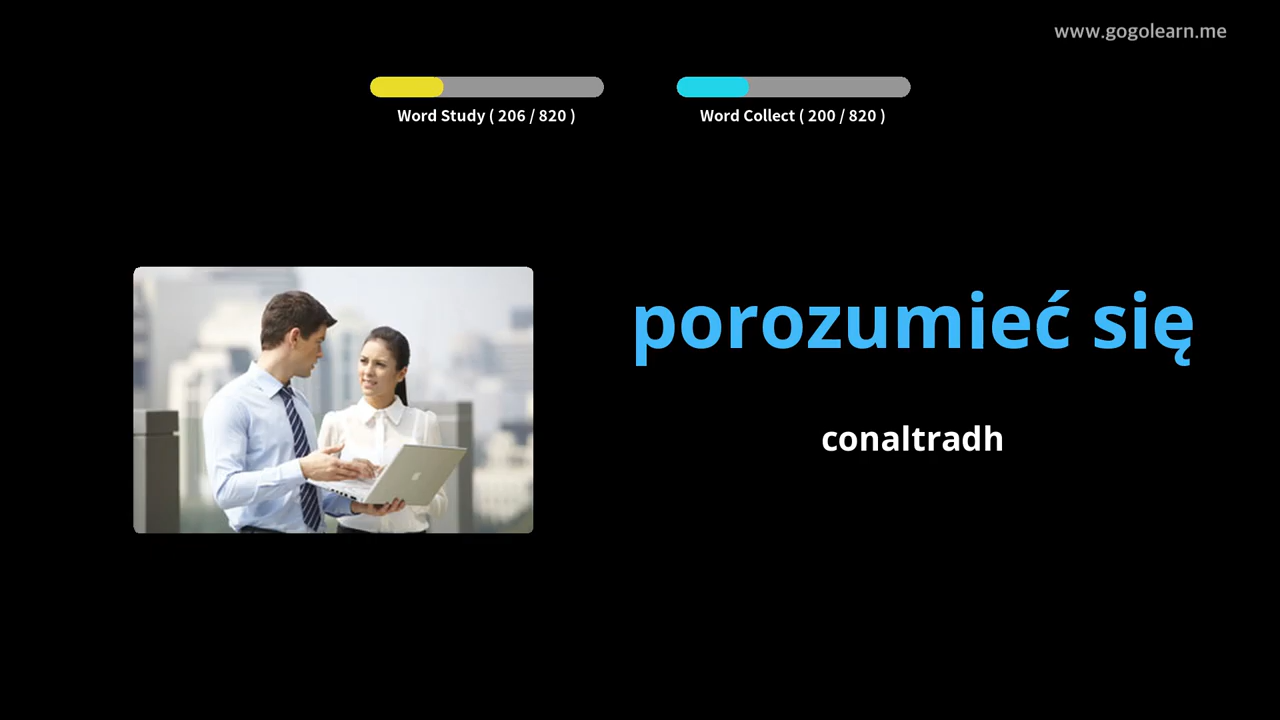 www.gogolearn.me
Word Study ( 206 / 820 )
Word Collect ( 200 / 820 )
porozumieć się
conaltradh